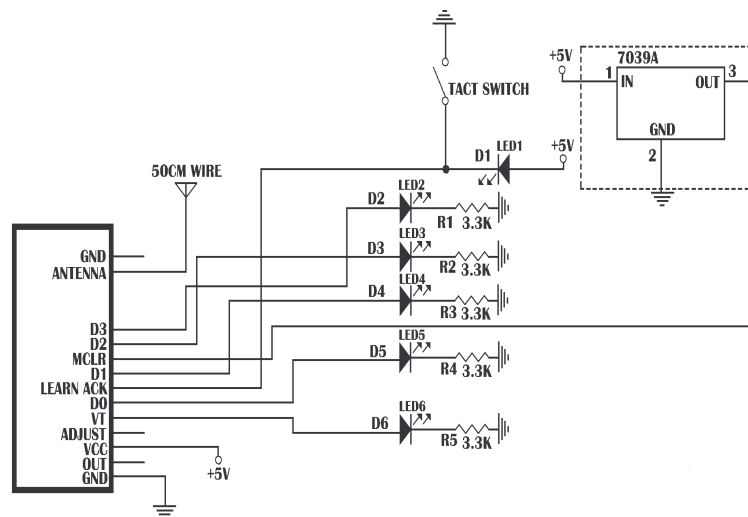 +5V
7039A
1
IN
OUT
3
GND
2
TACT SWITCH
D1
LED1
+5V
50CM WIRE
D2
LED2
R1
3.3K
D3
LED3
R2
3.3K
D4
LED4
R3
3.3K
D5
LED5
R4
3.3K
D6
LED6
R5
3.3K
GND
ANTENNA
D3
D2
MCLR
D1
LEARN ACK
D0
VT
ADJUST
VCC
OUT
GND
+5V